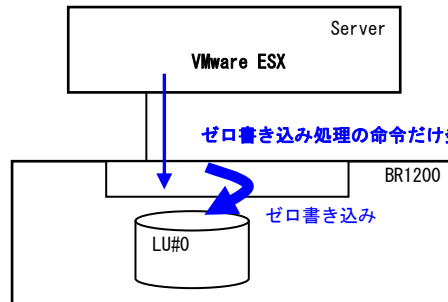 Server
VMware ESX
ゼロ書き込み処理の命令だけ
BR1200
ゼロ書き込み
LU#0